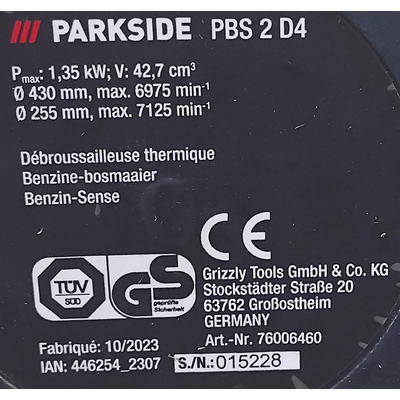 /// PARKSIDE PBS 2 D4
Pmax: 1,35 kW; V: 42,7 cm³
Ø 430 mm, max. 6975 min-¹
Ø 255 mm, max. 7125 min-¹
Débroussailleuse thermique
Benzine-bosmaaier
Benzin-Sense
CE
TÜV
SÜD
GS
geprüfte
Sicherheit
Grizzly Tools GmbH & Co. KG
Stockstädter Straße 20
63762 Großostheim
GERMANY
Fabriqué: 10/2023
Art.-Nr.: 76006460
IAN: 446254_2307
S./N.: 015228